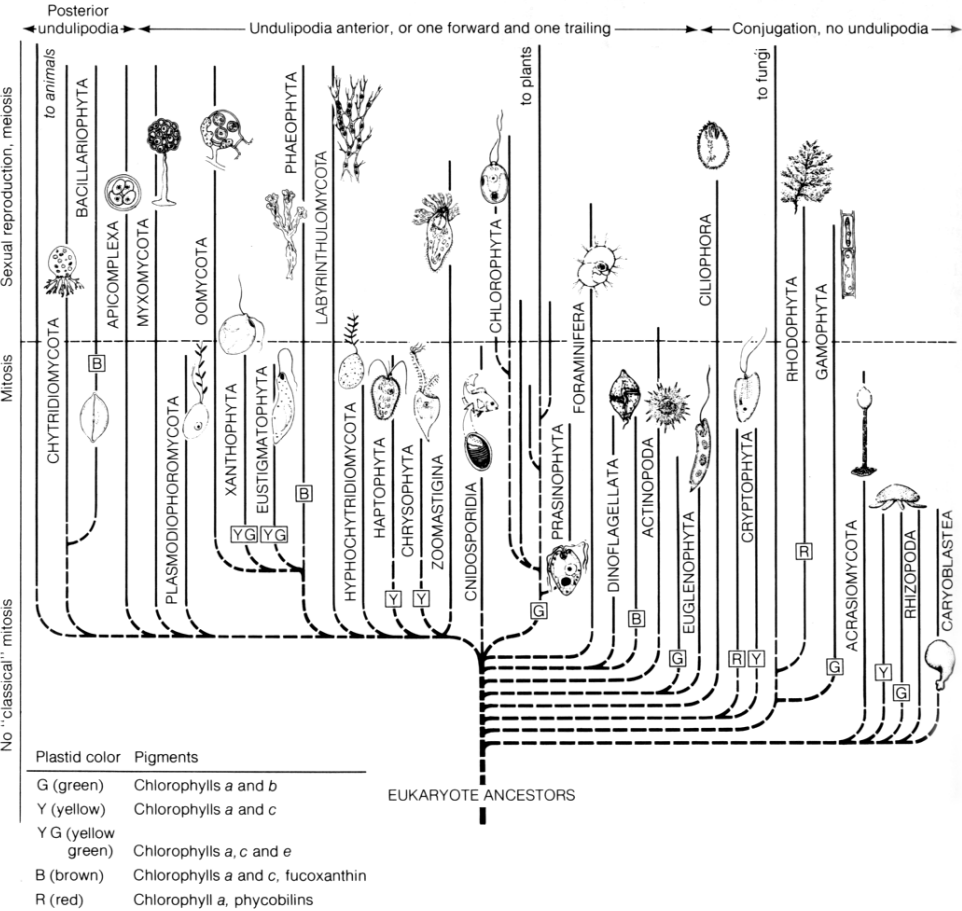 Posterior
undulipodia
Undulipodia anterior, or one forward and one trailing
Conjugation, no undulipodia
Sexual reproduction, meiosis
Mitosis
No "classical" mitosis
to animals
CHYTRIDIOMYCOTA
BACILLARIOPHYTA
B
APICOMPLEXA
MYXOMYCOTA
PLASMODIOPHOROMYCOTA
OOMYCOTA
XANTHOPHYTA
YG
EUSTIGMATOPHYTA
YG
PHAEOPHYTA
B
LABYRINTHULOMYCOTA
HYPHOCHYTRIDIOMYCOTA
HAPTOPHYTA
Y
CHRYSOPHYTA
Y
ZOOMASTIGINA
CNIDOSPORIDIA
CHLOROPHYTA
to plants
G
PRASINOPHYTA
FORAMINIFERA
DINOFLAGELLATA
B
ACTINOPODA
EUGLENOPHYTA
G
CILIOPHORA
R
CRYPTOPHYTA
Y
to fungi
RHODOPHYTA
R
GAMOPHYTA
G
ACRASIOMYCOTA
Y
G
RHIZOPODA
CARYOBLASTEA
EUKARYOTE ANCESTORS
Plastid color Pigments
G (green) Chlorophylls a and b
Y (yellow) Chlorophylls a and c
Y G (yellow
green) Chlorophylls a, c and e
B (brown) Chlorophylls a and c, fucoxanthin
R (red) Chlorophyll a, phycobilins